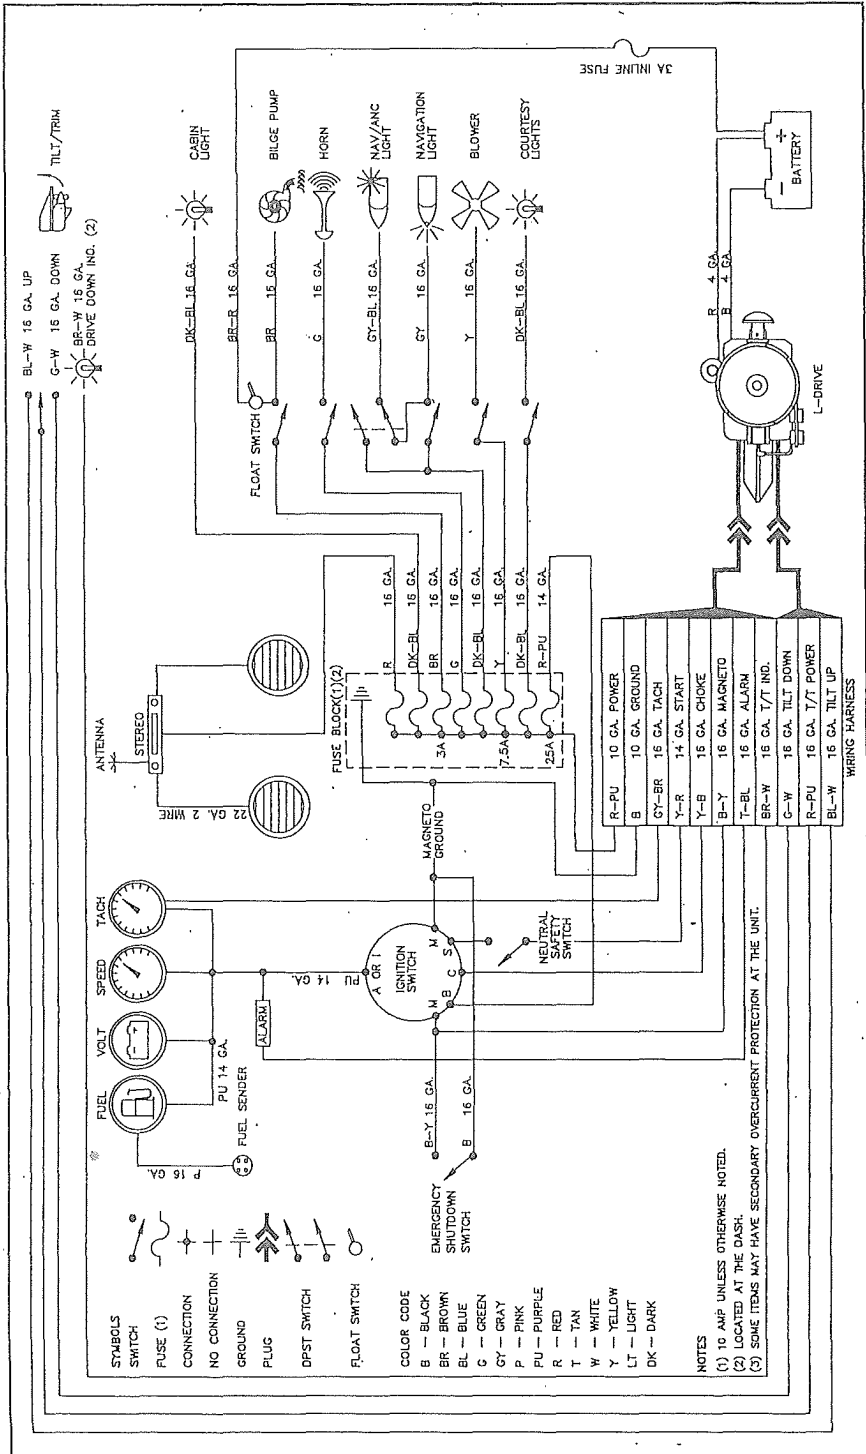 BL-W 16 GA. UP
G-W 16 GA. DOWN
TILT/TRIM
BR-W 16 GA.
DRIVE DOWN IND. (2)
DK-BL 16 GA.
CABIN
LIGHT
BR-R 16 GA.
FLOAT SWITCH
BR 16 GA.
BILGE PUMP
G 16 GA.
HORN
GY-BL 16 GA.
NAV/ANC
LIGHT
GY 16 GA.
NAVIGATION
LIGHT
Y 16 GA.
BLOWER
DK-BL 16 GA.
COURTESY
LIGHTS
3A INLINE FUSE
BATTERY
R 4 GA.
B 4 GA.
L-DRIVE
ANTENNA
STEREO
22 GA. 2 WIRE
FUSE BLOCK(1)(2)
R 16 GA.
DK-BL 16 GA.
BR 16 GA.
3A
G 16 GA.
DK-BL 16 GA.
Y 16 GA.
7.5A
DK-BL 16 GA.
R-PU 14 GA.
25A
TACH
SPEED
VOLT
FUEL
PU 14 GA.
P 16 GA.
FUEL SENDER
ALARM
PU 14 GA.
A OR I
IGNITION
SWITCH
M
S
C
B
M
MAGNETO
GROUND
NEUTRAL
SAFETY
SWITCH
B-Y 16 GA.
B 16 GA.
EMERGENCY
SHUTDOWN
SWITCH
R-PU 10 GA. POWER
B 10 GA. GROUND
GY-BR 16 GA. TACH
Y-R 14 GA. START
Y-B 16 GA. CHOKE
B-Y 16 GA. MAGNETO
T-BL 16 GA. ALARM
BR-W 16 GA. T/T IND.
G-W 16 GA. TILT DOWN
R-PU 16 GA. T/T POWER
BL-W 16 GA. TILT UP
WIRING HARNESS
SYMBOLS
SWITCH
FUSE (1)
CONNECTION
NO CONNECTION
GROUND
PLUG
DPST SWITCH
FLOAT SWITCH
COLOR CODE
B - BLACK
BR - BROWN
BL - BLUE
G - GREEN
GY - GRAY
P - PINK
PU - PURPLE
R - RED
T - TAN
W - WHITE
Y - YELLOW
LT - LIGHT
DK - DARK
NOTES
(1) 10 AMP UNLESS OTHERWISE NOTED.
(2) LOCATED AT THE DASH.
(3) SOME ITEMS MAY HAVE SECONDARY OVERCURRENT PROTECTION AT THE UNIT.